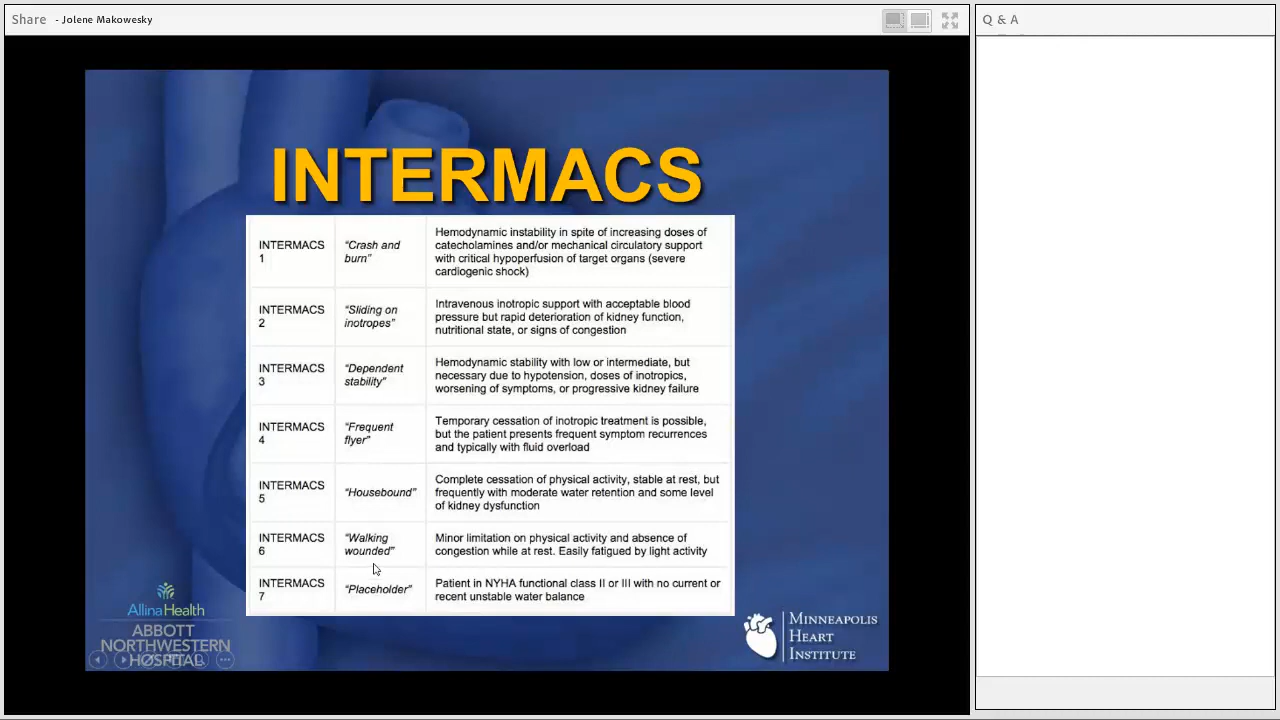 Share - Jolene Makowesky
Q & A
INTERMACS
INTERMACS
1
"Crash and
burn"
Hemodynamic instability in spite of increasing doses of
catecholamines and/or mechanical circulatory support
with critical hypoperfusion of target organs (severe
cardiogenic shock)
INTERMACS
2
"Sliding on
inotropes"
Intravenous inotropic support with acceptable blood
pressure but rapid deterioration of kidney function,
nutritional state, or signs of congestion
INTERMACS
3
"Dependent
stability"
Hemodynamic stability with low or intermediate, but
necessary due to hypotension, doses of inotropics,
worsening of symptoms, or progressive kidney failure
INTERMACS
4
"Frequent
flyer"
Temporary cessation of inotropic treatment is possible,
but the patient presents frequent symptom recurrences
and typically with fluid overload
INTERMACS
5
"Housebound"
Complete cessation of physical activity, stable at rest, but
frequently with moderate water retention and some level
of kidney dysfunction
INTERMACS
6
"Walking
wounded"
Minor limitation on physical activity and absence of
congestion while at rest. Easily fatigued by light activity
INTERMACS
7
"Placeholder"
Patient in NYHA functional class II or III with no current or
recent unstable water balance
AllinaHealth
ABBOTT
NORTHWESTERN
HOSPITAL
MINNEAPOLIS
HEART
INSTITUTE